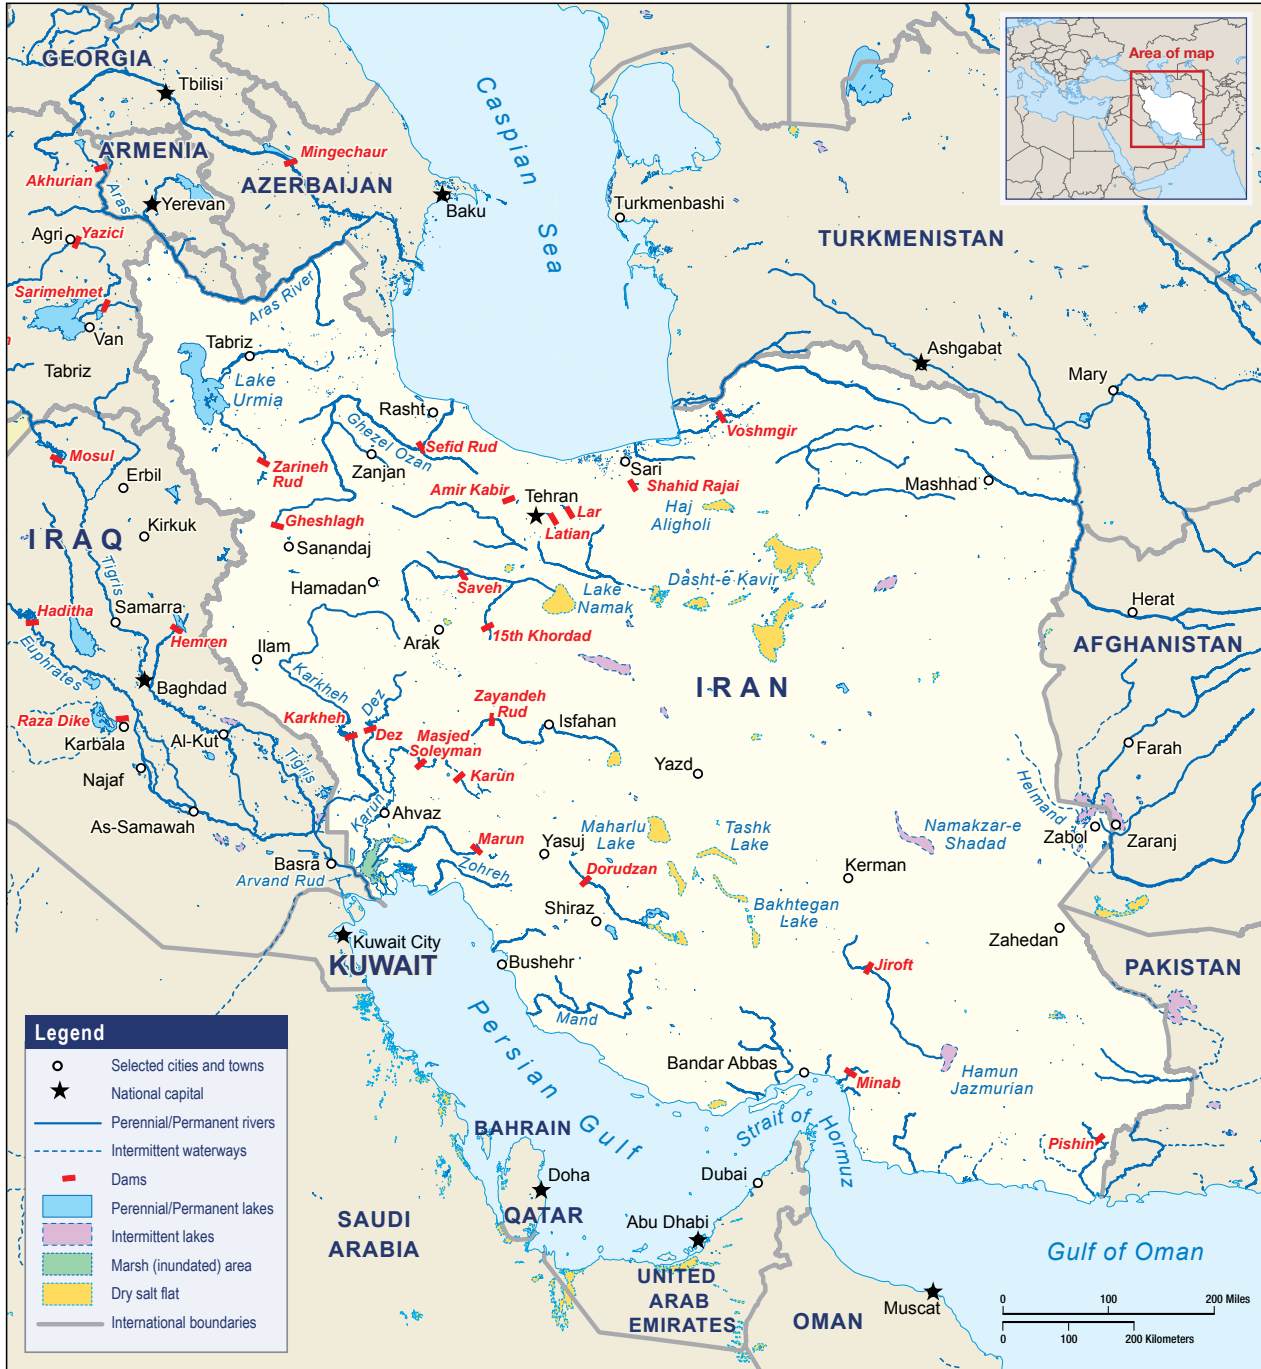 GEORGIA
Tbilisi
Caspian
Sea
Area of map
ARMENIA
Mingechaur
Akhurian
AZERBAIJAN
Aras
Yerevan
Baku
Turkmenbashi
Agri
Yazici
TURKMENISTAN
Sarimehmet
Aras River
Van
Tabriz
Ashgabat
Tabriz
Lake
Urmia
Mary
Rasht
Ghezel Ozan
Voshmgir
Sefid Rud
Mosul
Zarineh
Rud
Zanjan
Sari
Erbil
Shahid Rajai
Mashhad
Amir Kabir
Tehran
Lar
Latian
Haj
Aligholi
Gheshlagh
Kirkuk
IRAQ
Sanandaj
Tigris
Hamadan
Saveh
Lake
Namak
Dasht-e Kavir
Haditha
Samarra
Herat
Hemren
15th Khordad
Arak
AFGHANISTAN
Euphrates
Ilam
Karkheh
Dez
IRAN
Baghdad
Zayandeh
Rud
Raza Dike
Karbala
Al-Kut
Karkheh
Dez
Masjed
Soleyman
Isfahan
Farah
Tigris
Najaf
Karun
Yazd
Helmand
Karun
Ahvaz
As-Samawah
Maharlu
Lake
Tashk
Lake
Namakzar-e
Shadad
Zabol
Zaranj
Marun
Yasuj
Basra
Zohreh
Dorudzan
Kerman
Arvand Rud
Bakhtegan
Lake
Shiraz
Zahedan
Kuwait City
KUWAIT
Bushehr
Jiroft
PAKISTAN
Persian Gulf
Mand
Bandar Abbas
Minab
Hamun
Jazmurian
BAHRAIN
Strait of Hormuz
Pishin
Doha
Dubai
QATAR
SAUDI
ARABIA
Abu Dhabi
Gulf of Oman
UNITED
ARAB
EMIRATES
OMAN
Muscat
Legend
Selected cities and towns
National capital
Perennial/Permanent rivers
Intermittent waterways
Dams
Perennial/Permanent lakes
Intermittent lakes
Marsh (inundated) area
Dry salt flat
International boundaries
0 100 200 Miles
0 100 200 Kilometers